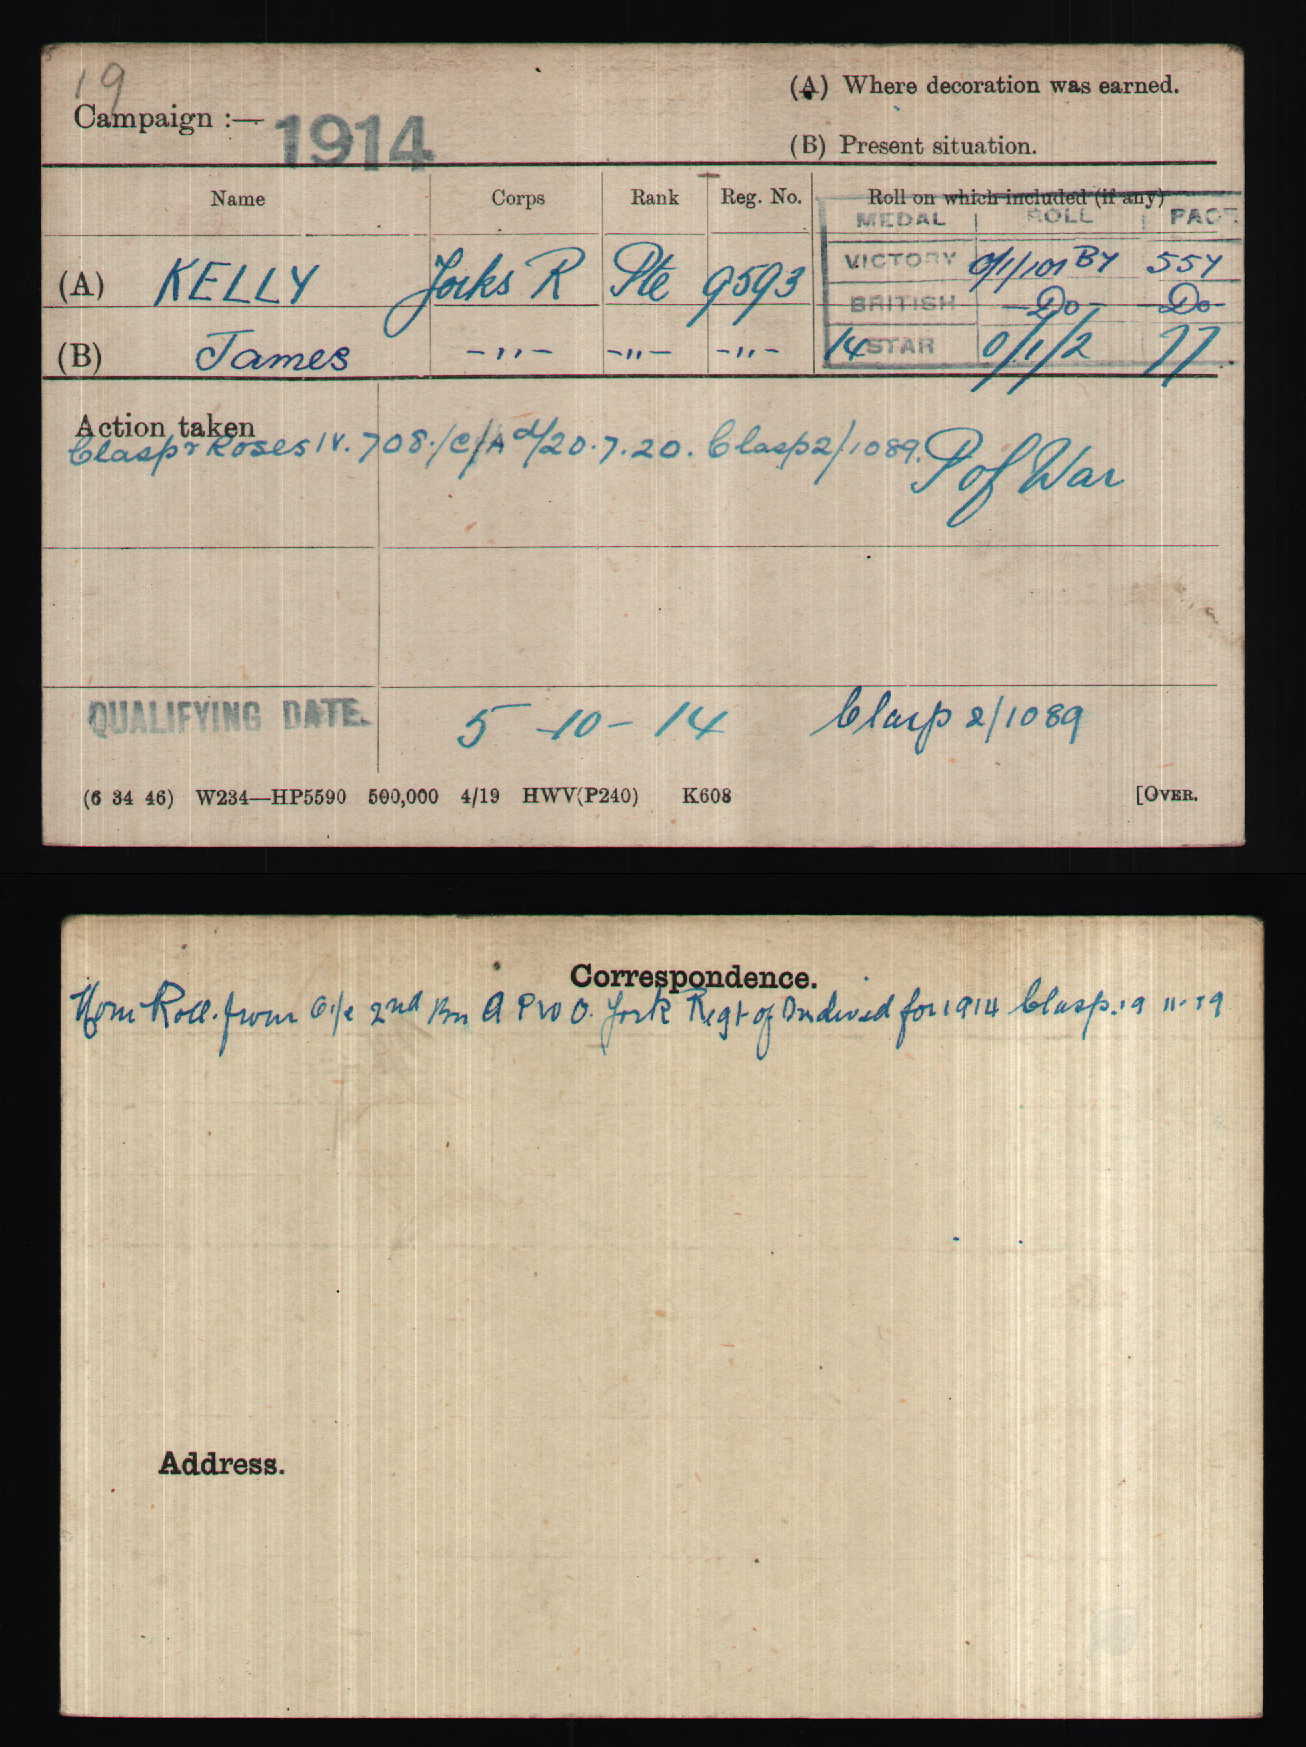 19
Campaign :— 1914
(A) Where decoration was earned.
(B) Present situation.
Name Corps Rank Reg. No. Roll on which included (if any)
MEDAL ROLL PAGE
(A) KELLY Yorks R Pte 9593
VICTORY 0/1/101 B7 557
BRITISH —Do— —Do—
(B) James —"— —"— —"—
14 STAR 0/1/2 77
Action taken
Clasp & Roses IV. 708./C/Ad/20.7.20. Clasp 2/1089. P of War
QUALIFYING DATE. 5-10-14 Clasp 2/1089
(6 34 46) W234—HP5590 500,000 4/19 HWV(P240) K608 [OVER.
Correspondence.
Nom Roll. from O i/c 2nd Bn A P W O. York Regt of Individ for 1914 Clasp. 19 11. 19
Address.